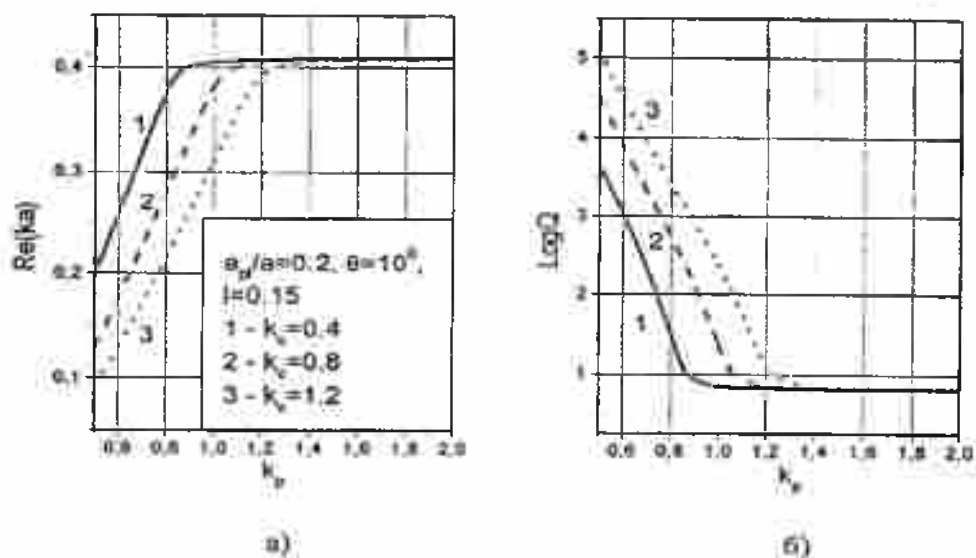 Re(ka)
0,4
0,3
0,2
0,1
1
2
3
a_pl/a=0.2,
l=0.15
1 - k_c=0.4
2 - k_c=0,8
3 - k_c=1,2
0,6 0,8 1,0 1,2 1,4 1,6 1,8 2,0
k_p
а)
LogΩ
5
4
3
2
1
3
2
1
0,6 0,8 1,0 1,2 1,4 1,6 1,8 2,0
k_p
б)